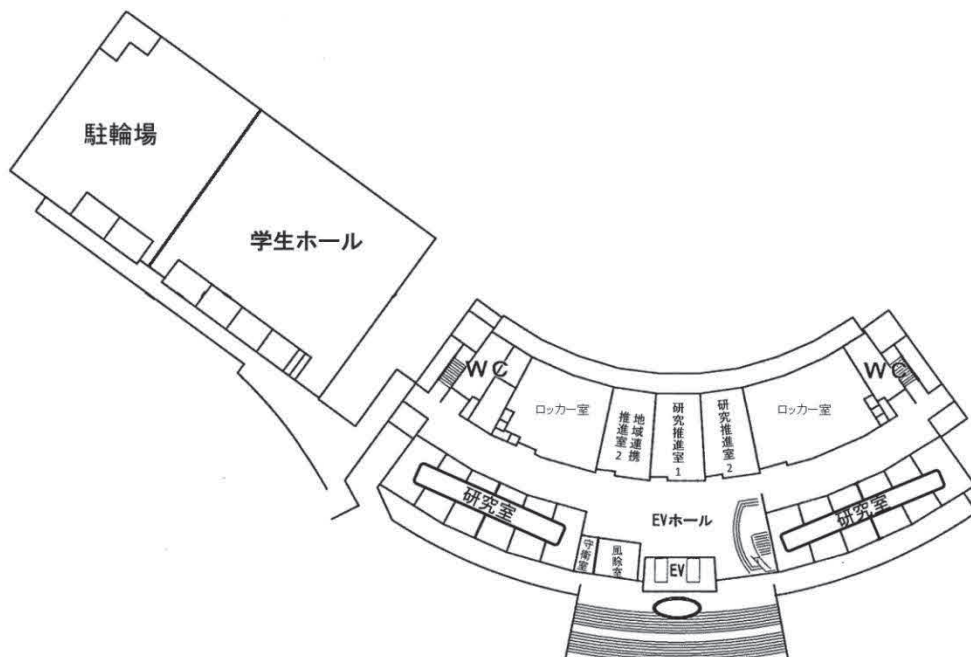 駐輪場
学生ホール
WC
WC
ロッカー室
地域連携
推進室2
研究推進室1
研究推進室2
ロッカー室
研究室
EVホール
研究室
守衛室
風除室
EV